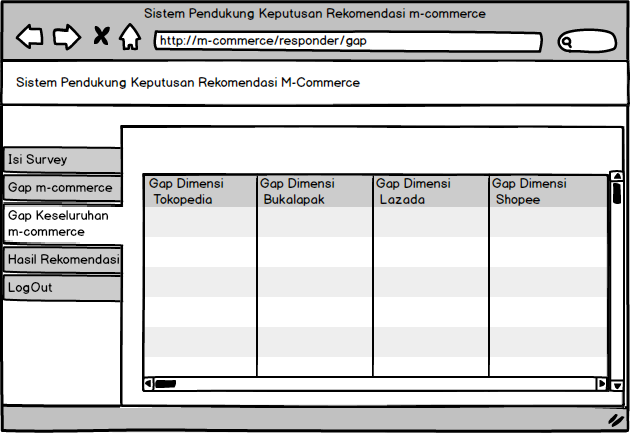 Sistem Pendukung Keputusan Rekomendasi m-commerce
http://m-commerce/responder/gap
Sistem Pendukung Keputusan Rekomendasi M-Commerce
Isi Survey
Gap m-commerce
Gap Keseluruhan
m-commerce
Hasil Rekomendasi
LogOut
Gap Dimensi
Tokopedia
Gap Dimensi
Bukalapak
Gap Dimensi
Lazada
Gap Dimensi
Shopee